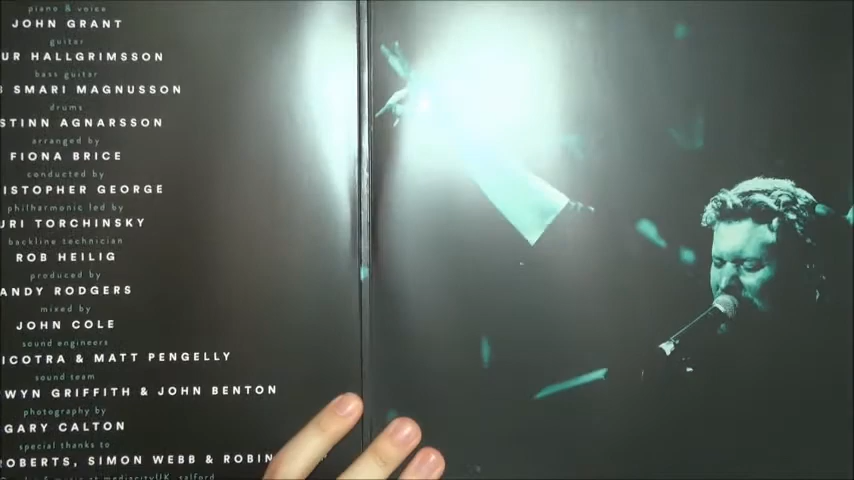 piano & voice
JOHN GRANT
guitar
UR HALLGRIMSSON
bass guitar
SMARI MAGNUSSON
drums
STINN AGNARSSON
arranged by
FIONA BRICE
conducted by
ISTOPHER GEORGE
philharmonic led by
URI TORCHINSKY
backline technician
ROB HEILIG
produced by
ANDY RODGERS
mixed by
JOHN COLE
sound engineers
ICOTRA & MATT PENGELLY
sound team
WYN GRIFFITH & JOHN BENTON
photography by
GARY CALTON
special thanks to
ROBERTS, SIMON WEBB & ROBIN
mediacityUK, salford